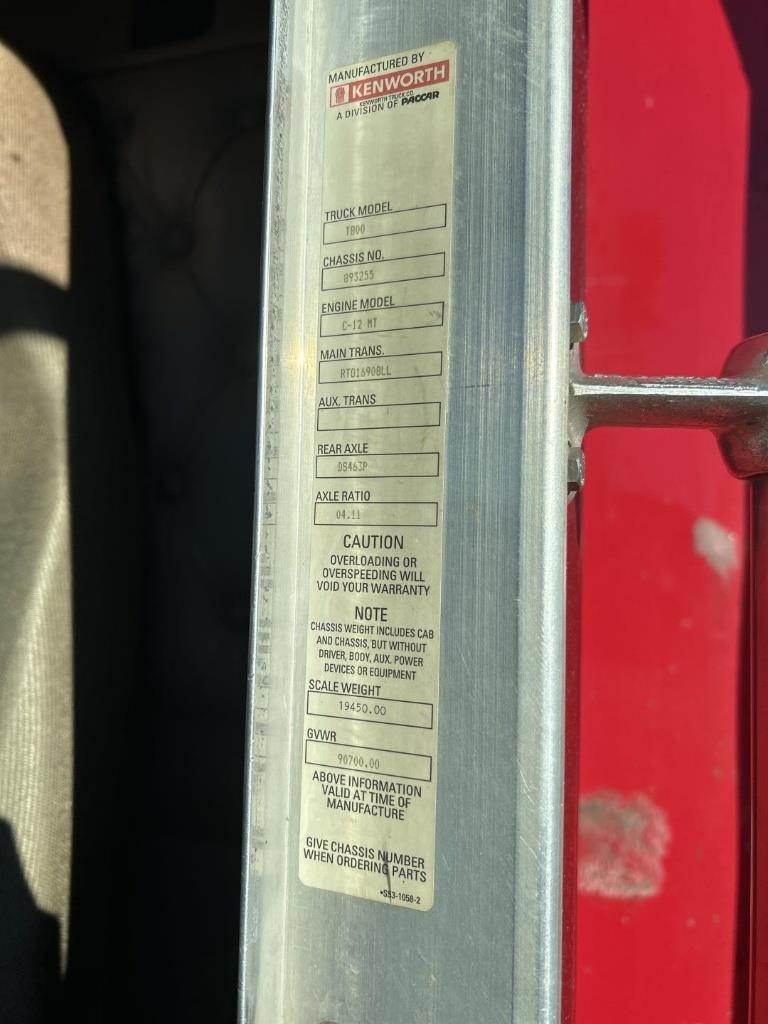 MANUFACTURED BY
KENWORTH
KENWORTH TRUCK CO.
A DIVISION OF PACCAR
TRUCK MODEL
T800
CHASSIS NO.
893255
ENGINE MODEL
C-12 MT
MAIN TRANS.
RTO16908LL
AUX. TRANS
REAR AXLE
DS463P
AXLE RATIO
04.11
CAUTION
OVERLOADING OR
OVERSPEEDING WILL
VOID YOUR WARRANTY
NOTE
CHASSIS WEIGHT INCLUDES CAB
AND CHASSIS, BUT WITHOUT
DRIVER, BODY, AUX. POWER
DEVICES OR EQUIPMENT
SCALE WEIGHT
19450.00
GVWR
90700.00
ABOVE INFORMATION
VALID AT TIME OF
MANUFACTURE
GIVE CHASSIS NUMBER
WHEN ORDERING PARTS
•S53-1058-2